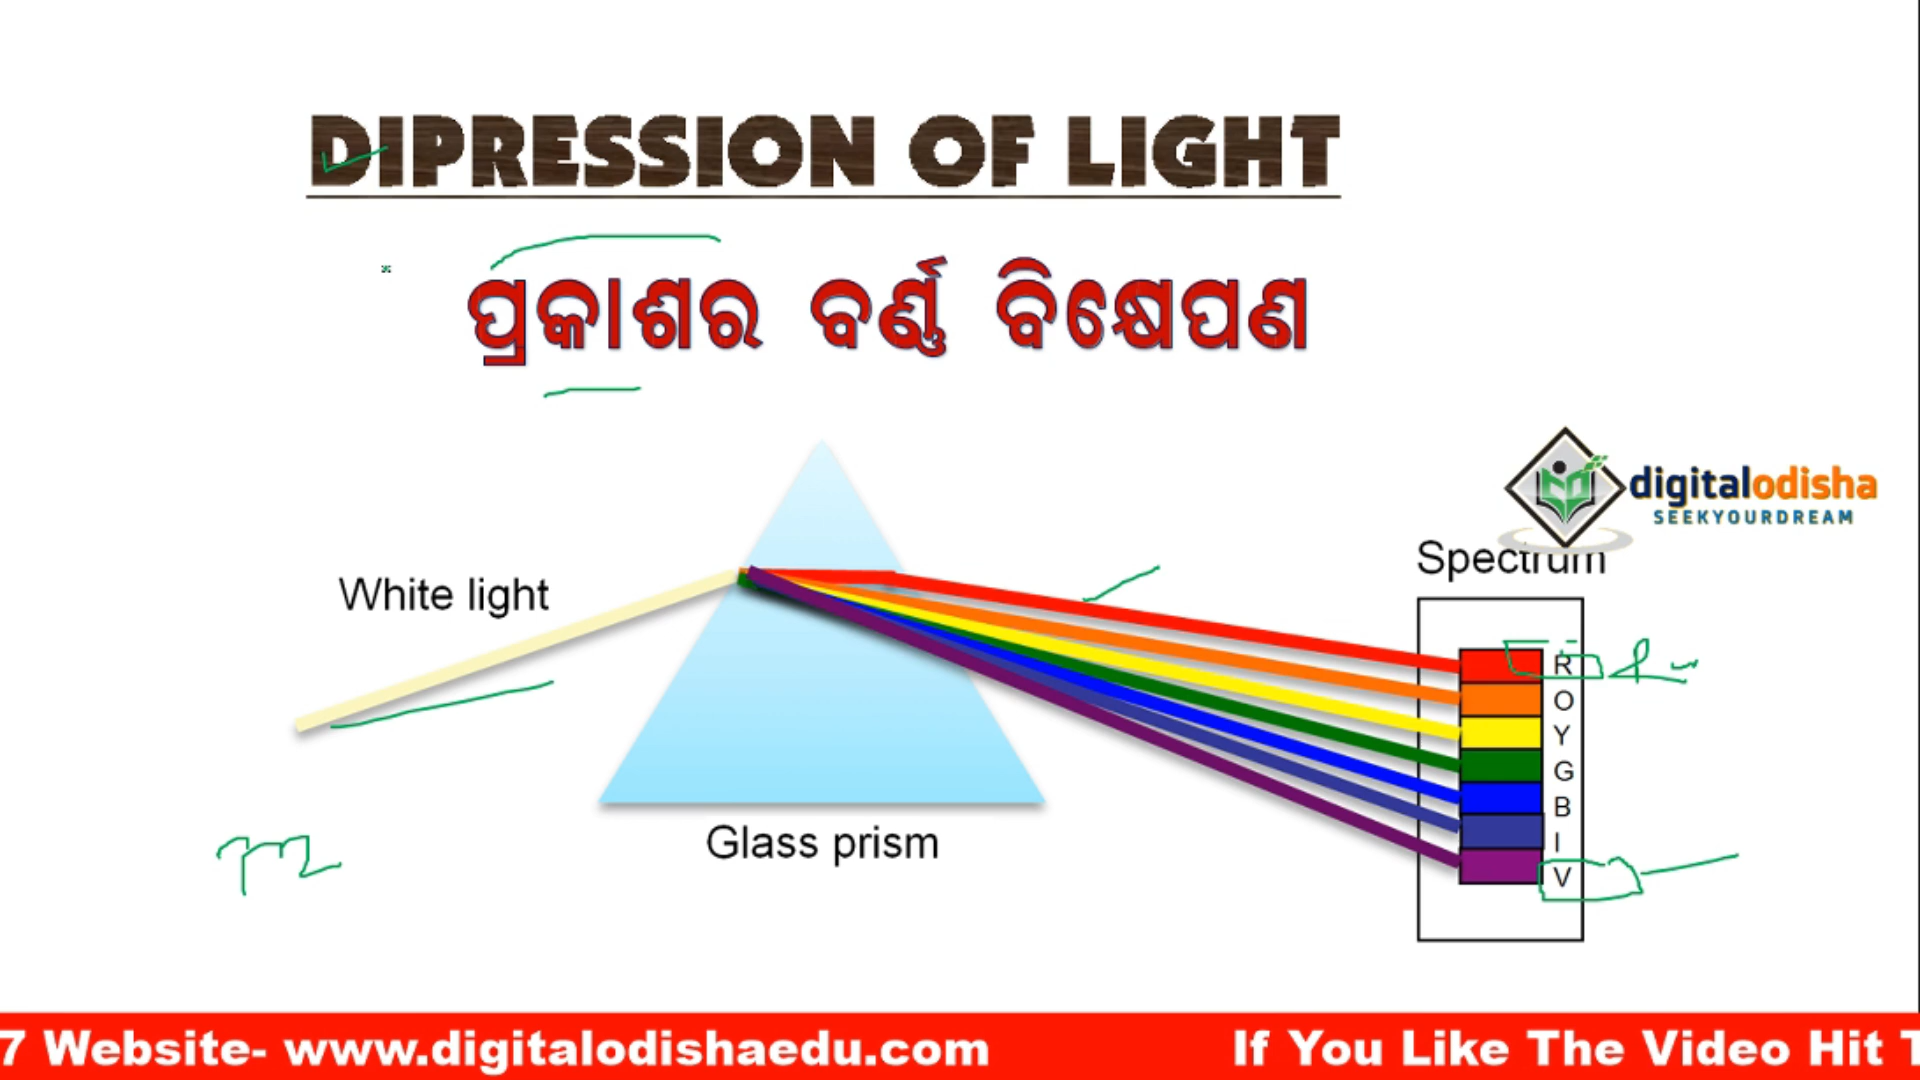 DIPRESSION OF LIGHT
ପ୍ରକାଶର ବର୍ଣ୍ଣ ବିକ୍ଷେପଣ
digitalodisha
SEEKYOURDREAM
Spectrum
White light
R
O
Y
G
B
I
V
Glass prism
7 Website- www.digitalodishaedu.com If You Like The Video Hit T